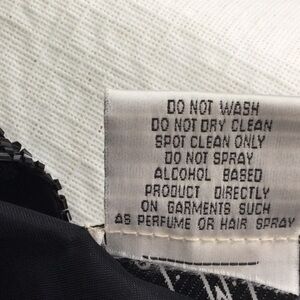 DO NOT WASH
DO NOT DRY CLEAN
SPOT CLEAN ONLY
DO NOT SPRAY
ALCOHOL BASED
PRODUCT DIRECTLY
ON GARMENTS SUCH
AS PERFUME OR HAIR SPRAY